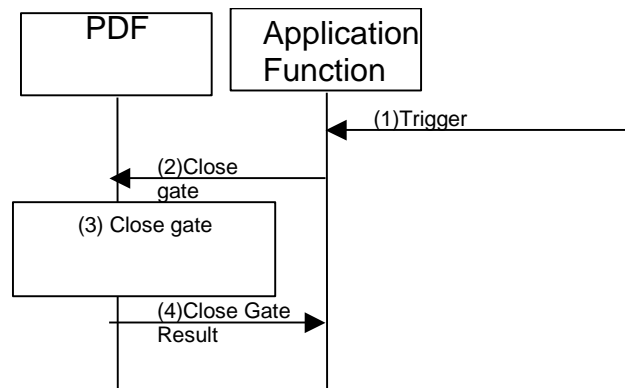 PDF
Application
Function
(1)Trigger
(2)Close
gate
(3) Close gate
(4)Close Gate
Result